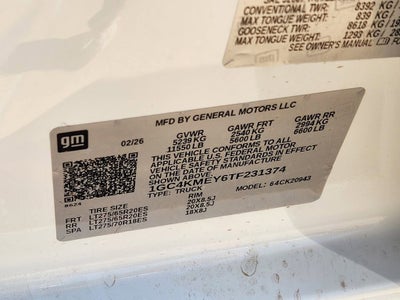 8392 KG /
CONVENTIONAL TWR:
MAX TONGUE WEIGHT: 839 KG /
GOOSENECK TWR: 8618 KG / 19
MAX TONGUE WEIGHT: 1293 KG / 28
SEE OWNER'S MANUAL
MFD BY GENERAL MOTORS LLC
gm
02/26
GVWR GAWR FRT GAWR RR
5239 KG 2540 KG 2994 KG
11550 LB 5600 LB 6600 LB
THIS VEHICLE CONFORMS TO ALL
APPLICABLE U.S. FEDERAL MOTOR VEHICLE
SAFETY STANDARDS IN EFFECT ON THE DATE OF MANUFACTURE
SHOWN ABOVE.
1GC4KMEY6TF231374
TYPE: TRUCK MODEL: 64CK20943
8624
TIRE SIZE RIM
FRT LT275/65R20ES 20X8.5J
RR LT275/65R20ES 20X8.5J
SPA LT275/70R18ES 18X8J